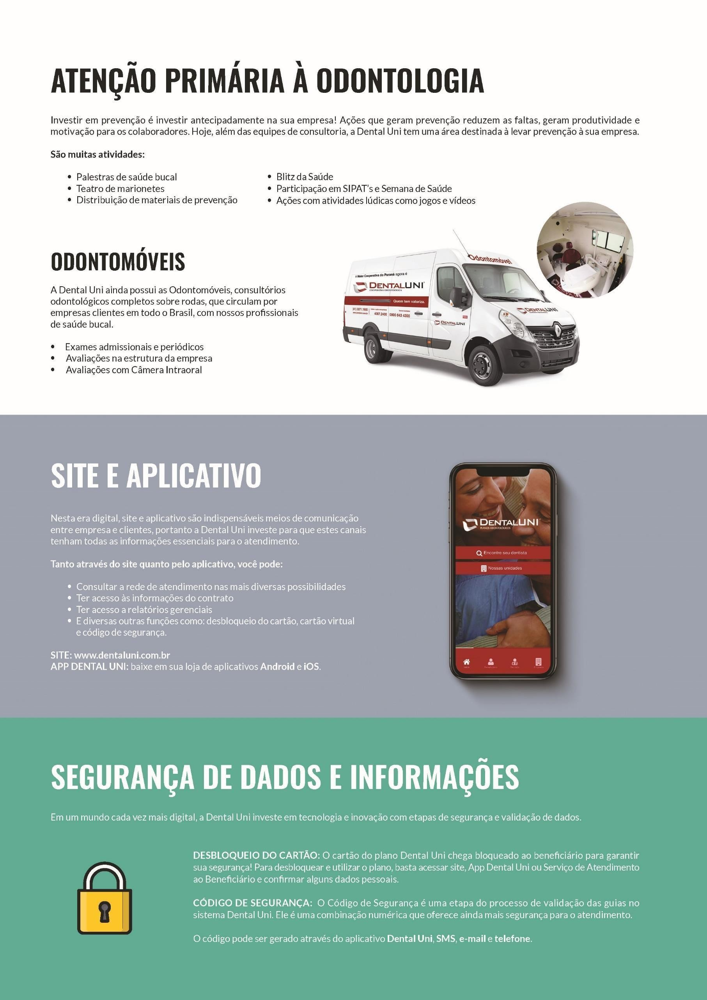 ATENÇÃO PRIMÁRIA À ODONTOLOGIA
Investir em prevenção é investir antecipadamente na sua empresa! Ações que geram prevenção reduzem as faltas, geram produtividade e
motivação para os colaboradores. Hoje, além das equipes de consultoria, a Dental Uni tem uma área destinada à levar prevenção à sua empresa.
São muitas atividades:
• Palestras de saúde bucal
• Teatro de marionetes
• Distribuição de materiais de prevenção
• Blitz da Saúde
• Participação em SIPAT's e Semana de Saúde
• Ações com atividades lúdicas como jogos e vídeos
ODONTOMÓVEIS
A Dental Uni ainda possui as Odontomóveis, consultórios
odontológicos completos sobre rodas, que circulam por
empresas clientes em todo o Brasil, com nossos profissionais
de saúde bucal.
• Exames admissionais e periódicos
• Avaliações na estrutura da empresa
• Avaliações com Câmera Intraoral
Odontomóvel
A Maior Cooperativa do Paraná agora é
DENTALUNI
COOPERATIVA ODONTOLÓGICA
Quem tem valoriza.
(41) 3371.1900
www.dentaluni.com.br
4007.2400
0800 643 4300
DENTALUNI
DENTALUNI
SITE E APLICATIVO
Nesta era digital, site e aplicativo são indispensáveis meios de comunicação
entre empresa e clientes, portanto a Dental Uni investe para que estes canais
tenham todas as informações essenciais para o atendimento.
Tanto através do site quanto pelo aplicativo, você pode:
• Consultar a rede de atendimento nas mais diversas possibilidades
• Ter acesso às informações do contrato
• Ter acesso a relatórios gerenciais
• E diversas outras funções como: desbloqueio do cartão, cartão virtual
e código de segurança.
SITE: www.dentaluni.com.br
APP DENTAL UNI: baixe em sua loja de aplicativos Android e iOS.
DENTALUNI
PLANOS ODONTOLÓGICOS
Encontre seu dentista
Nossas unidades
Início
SEGURANÇA DE DADOS E INFORMAÇÕES
Em um mundo cada vez mais digital, a Dental Uni investe em tecnologia e inovação com etapas de segurança e validação de dados.
DESBLOQUEIO DO CARTÃO: O cartão do plano Dental Uni chega bloqueado ao beneficiário para garantir
sua segurança! Para desbloquear e utilizar o plano, basta acessar site, App Dental Uni ou Serviço de Atendimento
ao Beneficiário e confirmar alguns dados pessoais.
CÓDIGO DE SEGURANÇA: O Código de Segurança é uma etapa do processo de validação das guias no
sistema Dental Uni. Ele é uma combinação numérica que oferece ainda mais segurança para o atendimento.
O código pode ser gerado através do aplicativo Dental Uni, SMS, e-mail e telefone.